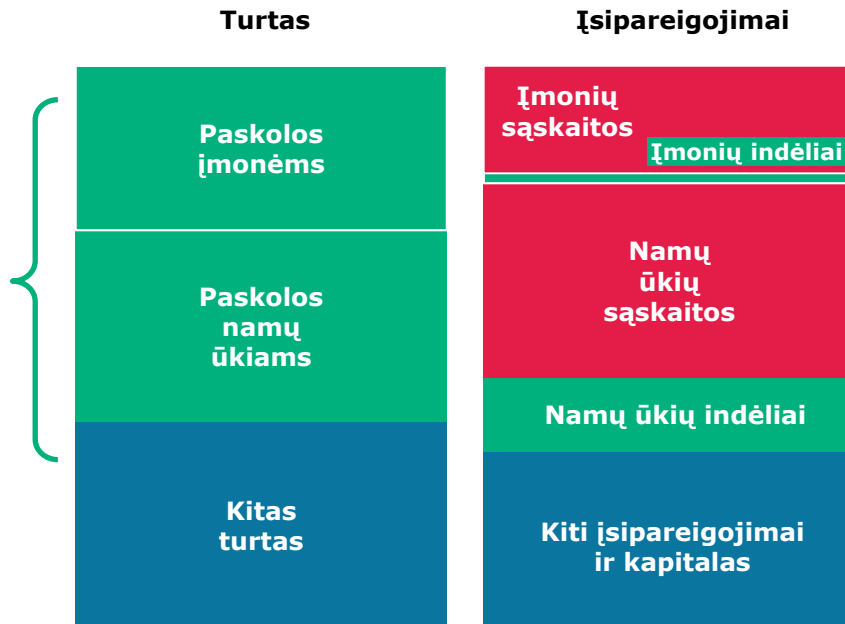 Turtas
Įsipareigojimai
Paskolos
įmonėms
Paskolos
namų
ūkiams
Kitas
turtas
Įmonių
sąskaitos
Įmonių indėliai
Namų
ūkių
sąskaitos
Namų ūkių indėliai
Kiti įsipareigojimai
ir kapitalas